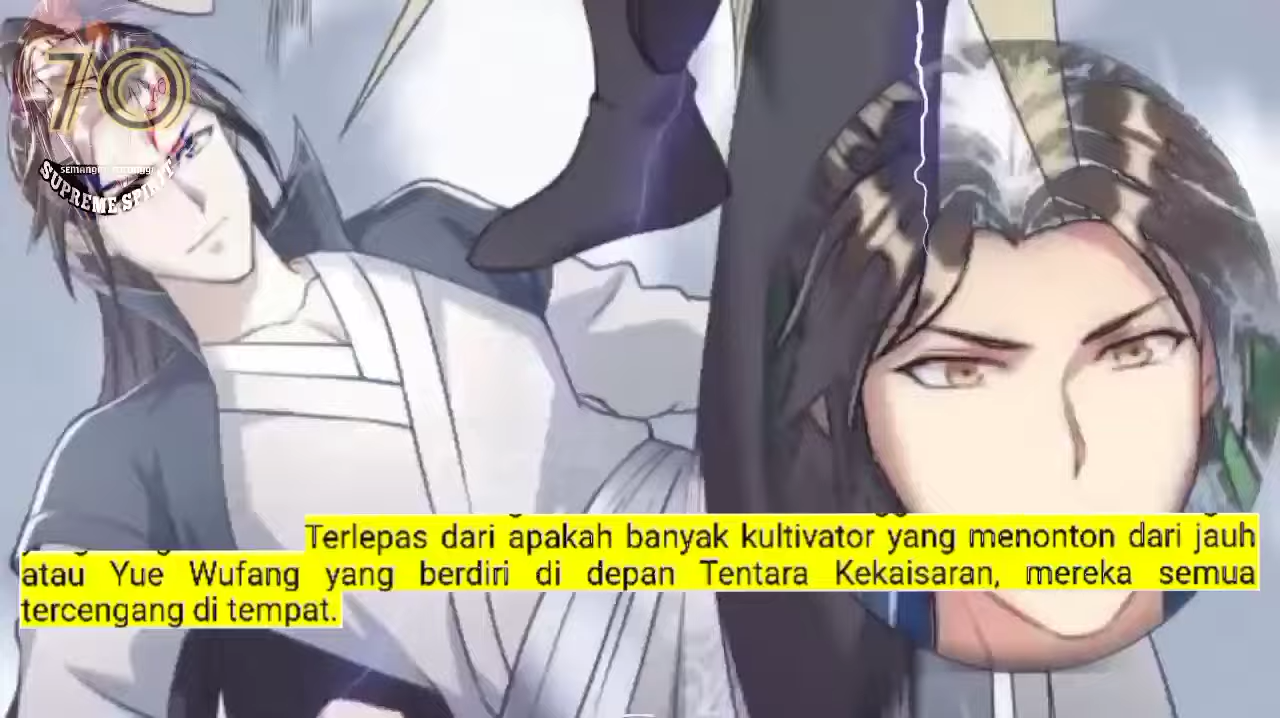 70
semangat
SUPREME SPIRIT
Terlepas dari apakah banyak kultivator yang menonton dari jauh
atau Yue Wufang yang berdiri di depan Tentara Kekaisaran, mereka semua
tercengang di tempat.